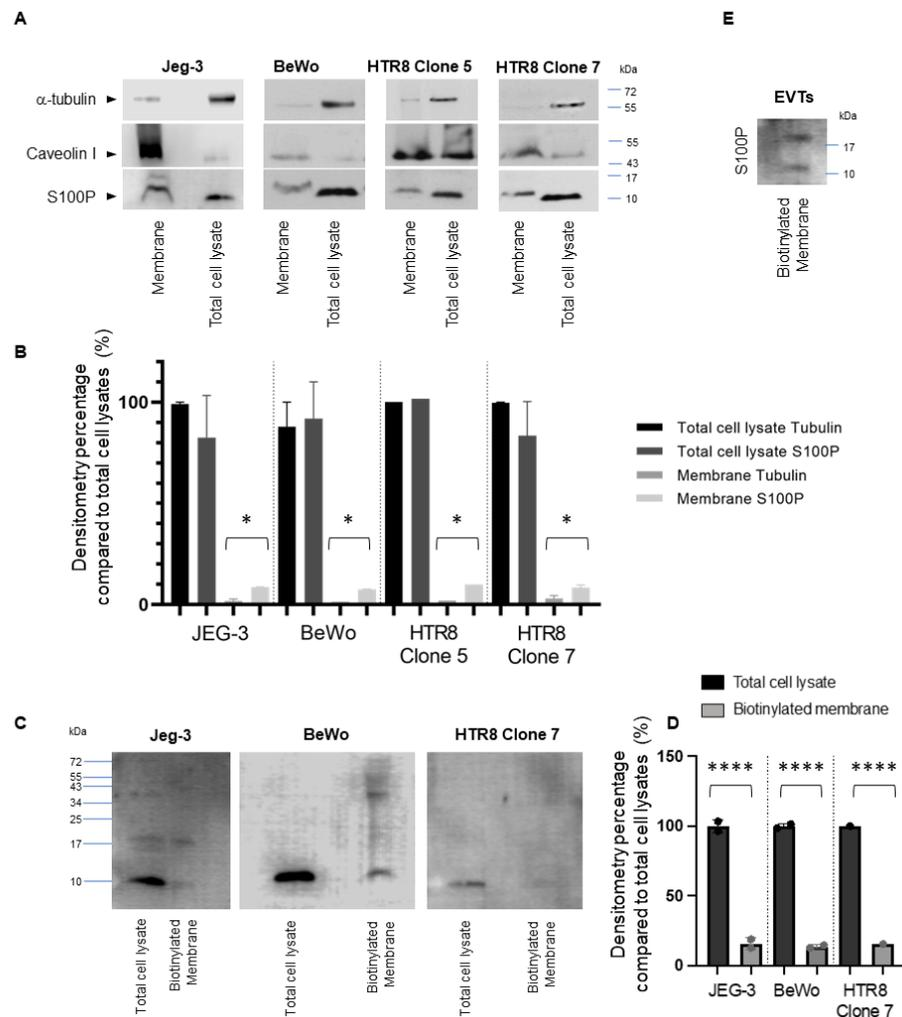 A
Jeg-3
BeWo
HTR8 Clone 5
HTR8 Clone 7
kDa
α-tubulin
72
55
Caveolin I
55
43
S100P
17
10
Membrane
Total cell lysate
Membrane
Total cell lysate
Membrane
Total cell lysate
Membrane
Total cell lysate
E
EVTs
kDa
S100P
17
10
Biotinylated
Membrane
B
Densitometry percentage
compared to total cell lysates (%)
100
0
*
*
*
*
JEG-3
BeWo
HTR8
Clone 5
HTR8
Clone 7
Total cell lysate Tubulin
Total cell lysate S100P
Membrane Tubulin
Membrane S100P
C
kDa
Jeg-3
BeWo
HTR8 Clone 7
72
55
43
34
25
17
10
Total cell lysate
Biotinylated
Membrane
Total cell lysate
Biotinylated
Membrane
Total cell lysate
Biotinylated
Membrane
D
Total cell lysate
Biotinylated membrane
Densitometry percentage
compared to total cell lysates (%)
150
100
50
0
****
****
****
JEG-3
BeWo
HTR8
Clone 7